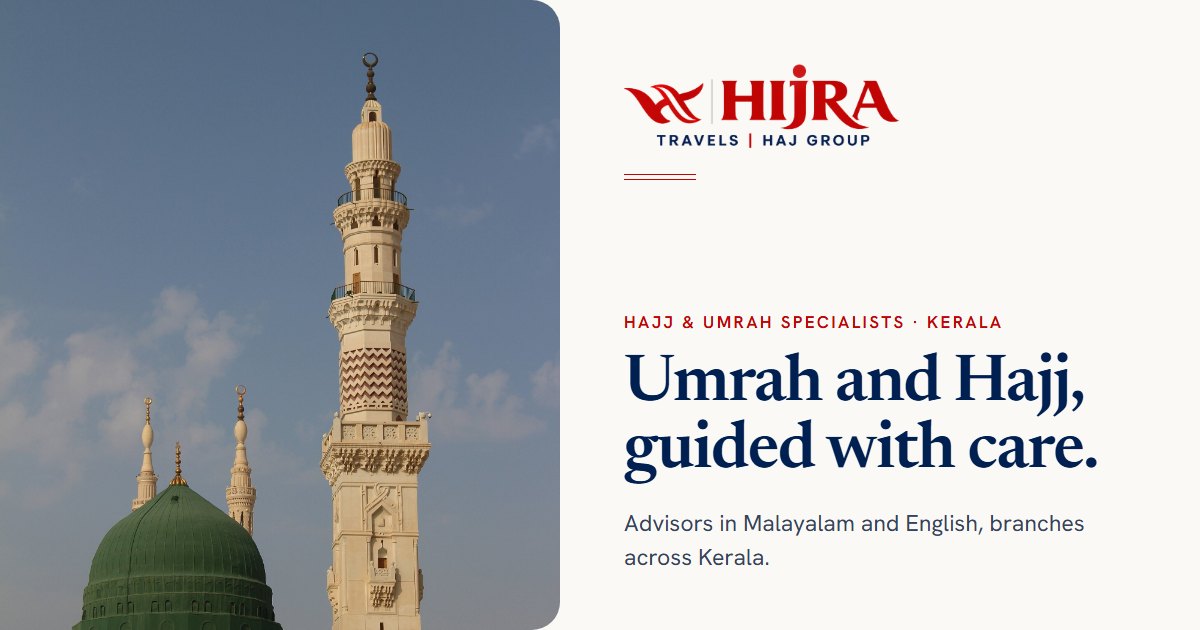 HIJRA
TRAVELS | HAJ GROUP
HAJJ & UMRAH SPECIALISTS · KERALA
Umrah and Hajj,
guided with care.
Advisors in Malayalam and English, branches
across Kerala.